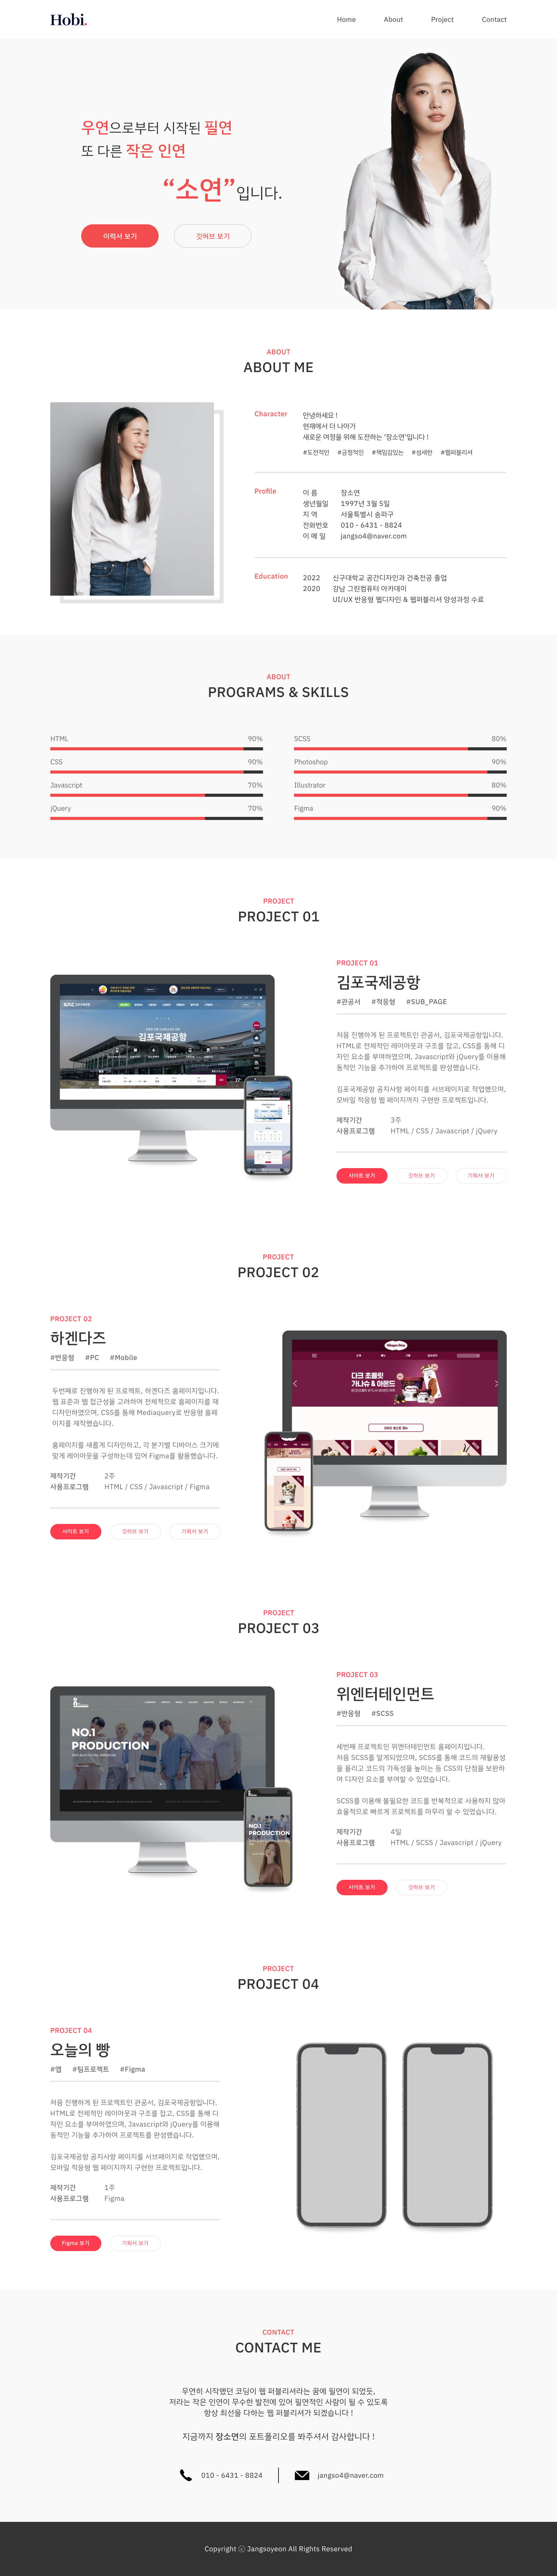 Hobi.
Home About Project Contact
우연으로부터 시작된 필연
또 다른 작은 인연
“소연”입니다.
이력서 보기 깃허브 보기
ABOUT
ABOUT ME
Character
안녕하세요 !
현재에서 더 나아가
새로운 여정을 위해 도전하는 '장소연'입니다 !
#도전적인 #긍정적인 #책임감있는 #섬세한 #웹퍼블리셔
Profile
이 름 장소연
생년월일 1997년 3월 5일
지 역 서울특별시 송파구
전화번호 010 - 6431 - 8824
이 메 일 jangso4@naver.com
Education
2022 신구대학교 공간디자인과 건축전공 졸업
2020 강남 그린컴퓨터 아카데미
UI/UX 반응형 웹디자인 & 웹퍼블리셔 양성과정 수료
ABOUT
PROGRAMS & SKILLS
HTML 90%
SCSS 80%
CSS 90%
Photoshop 90%
Javascript 70%
Illustrator 80%
jQuery 70%
Figma 90%
PROJECT
PROJECT 01
김포국제공항
PROJECT 01
김포국제공항
#관공서 #적응형 #SUB_PAGE
처음 진행하게 된 프로젝트인 관공서, 김포국제공항입니다.
HTML로 전체적인 레이아웃과 구조를 잡고, CSS를 통해 디
자인 요소를 부여하였으며, Javascript와 jQuery를 이용해
동적인 기능을 추가하여 프로젝트를 완성했습니다.
김포국제공항 공지사항 페이지를 서브페이지로 작업했으며,
모바일 적응형 웹 페이지까지 구현한 프로젝트입니다.
제작기간 3주
사용프로그램 HTML / CSS / Javascript / jQuery
사이트 보기 깃허브 보기 기획서 보기
PROJECT
PROJECT 02
PROJECT 02
하겐다즈
#반응형 #PC #Mobile
두번째로 진행하게 된 프로젝트, 하겐다즈 홈페이지입니다.
웹 표준과 웹 접근성을 고려하여 전체적으로 홈페이지를 재
디자인하였으며, CSS를 통해 Mediaquery로 반응형 홈페
이지를 제작했습니다.
홈페이지를 새롭게 디자인하고, 각 분기별 디바이스 크기에
맞게 레이아웃을 구성하는데 있어 Figma를 활용했습니다.
제작기간 2주
사용프로그램 HTML / CSS / Javascript / Figma
사이트 보기 깃허브 보기 기획서 보기
다크 초콜릿
가나슈 & 아몬드
PROJECT
PROJECT 03
NO.1
PRODUCTION
NO.1
PRODUCTION
PROJECT 03
위엔터테인먼트
#반응형 #SCSS
세번째 프로젝트인 위엔터테인먼트 홈페이지입니다.
처음 SCSS를 알게되었으며, SCSS를 통해 코드의 재활용성
을 올리고 코드의 가독성을 높이는 등 CSS의 단점을 보완하
여 디자인 요소를 부여할 수 있었습니다.
SCSS를 이용해 불필요한 코드를 반복적으로 사용하지 않아
효율적으로 빠르게 프로젝트를 마무리 할 수 있었습니다.
제작기간 4일
사용프로그램 HTML / SCSS / Javascript / jQuery
사이트 보기 깃허브 보기
PROJECT
PROJECT 04
PROJECT 04
오늘의 빵
#앱 #팀프로젝트 #Figma
처음 진행하게 된 프로젝트인 관공서, 김포국제공항입니다.
HTML로 전체적인 레이아웃과 구조를 잡고, CSS를 통해 디
자인 요소를 부여하였으며, Javascript와 jQuery를 이용해
동적인 기능을 추가하여 프로젝트를 완성했습니다.
김포국제공항 공지사항 페이지를 서브페이지로 작업했으며,
모바일 적응형 웹 페이지까지 구현한 프로젝트입니다.
제작기간 1주
사용프로그램 Figma
Figma 보기 기획서 보기
CONTACT
CONTACT ME
우연히 시작했던 코딩이 웹 퍼블리셔라는 꿈에 필연이 되었듯,
저라는 작은 인연이 무수한 발전에 있어 필연적인 사람이 될 수 있도록
항상 최선을 다하는 웹 퍼블리셔가 되겠습니다 !
지금까지 장소연의 포트폴리오를 봐주셔서 감사합니다 !
010 - 6431 - 8824 jangso4@naver.com
Copyright ⓒ Jangsoyeon All Rights Reserved